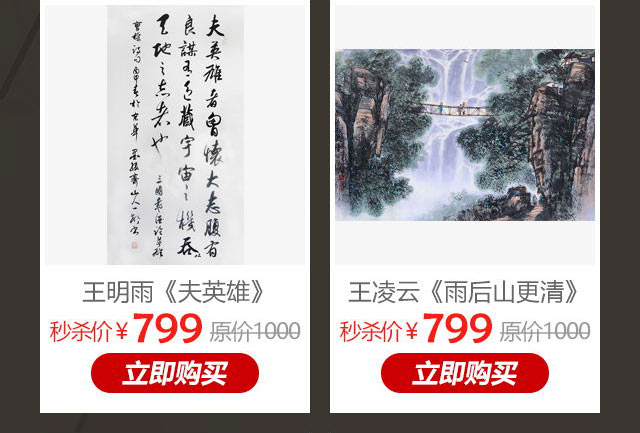 夫英雄者胷懷大志腹有
良謀有包藏宇宙之機吞吐
天地之志者也
王明雨《夫英雄》
秒杀价¥799 原价1000
立即购买
王凌云《雨后山更清》
秒杀价¥799 原价1000
立即购买